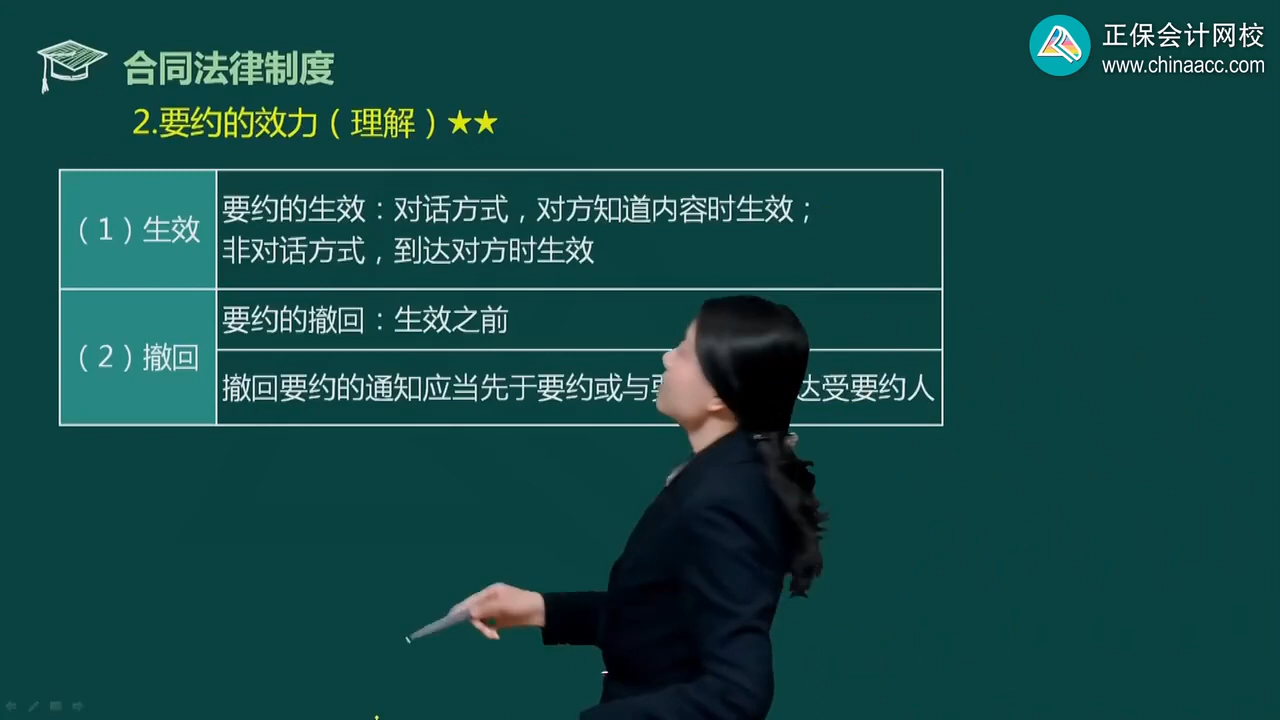 正保会计网校
www.chinaacc.com
合同法律制度
2.要约的效力（理解）★★
（1）生效
要约的生效：对话方式，对方知道内容时生效；
非对话方式，到达对方时生效
（2）撤回
要约的撤回：生效之前
撤回要约的通知应当先于要约或与 达受要约人